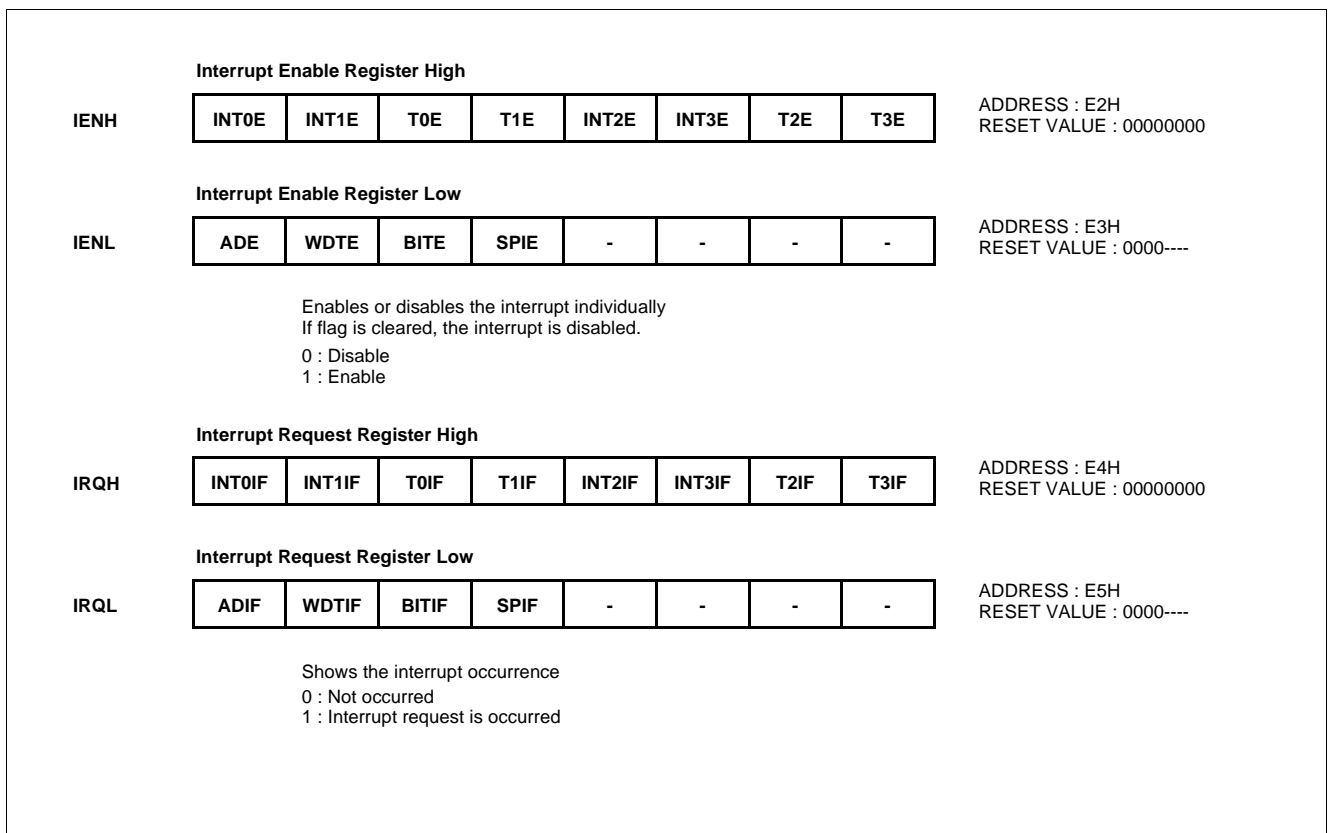 Interrupt Enable Register High
IENH INT0E INT1E T0E T1E INT2E INT3E T2E T3E
ADDRESS : E2H
RESET VALUE : 00000000
Interrupt Enable Register Low
IENL ADE WDTE BITE SPIE - - - -
ADDRESS : E3H
RESET VALUE : 0000----
Enables or disables the interrupt individually
If flag is cleared, the interrupt is disabled.
0 : Disable
1 : Enable
Interrupt Request Register High
IRQH INT0IF INT1IF T0IF T1IF INT2IF INT3IF T2IF T3IF
ADDRESS : E4H
RESET VALUE : 00000000
Interrupt Request Register Low
IRQL ADIF WDTIF BITIF SPIF - - - -
ADDRESS : E5H
RESET VALUE : 0000----
Shows the interrupt occurrence
0 : Not occurred
1 : Interrupt request is occurred